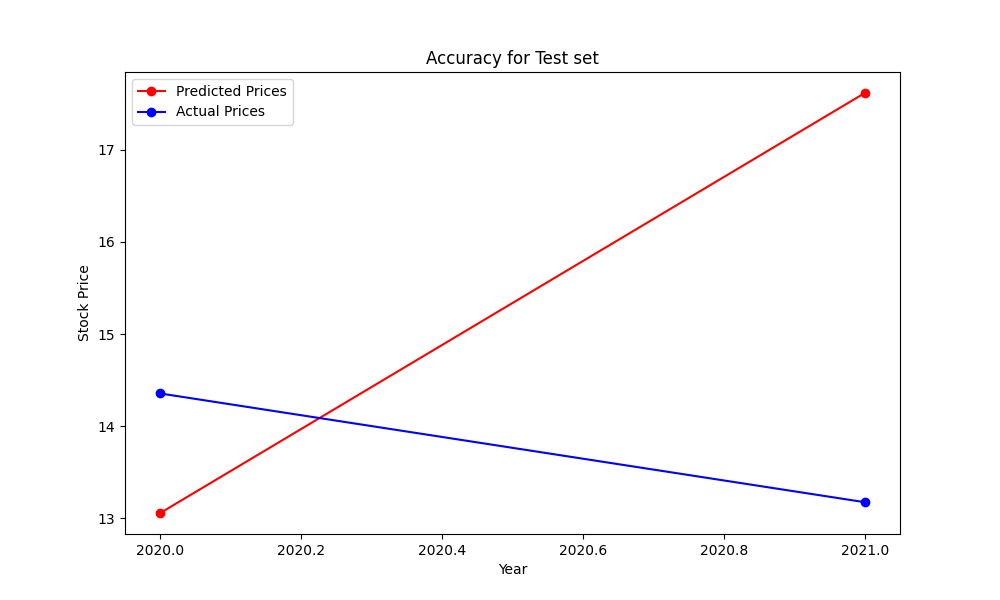 Accuracy for Test set
Predicted Prices
Actual Prices
Stock Price
17
16
15
14
13
2020.0 2020.2 2020.4 2020.6 2020.8 2021.0
Year